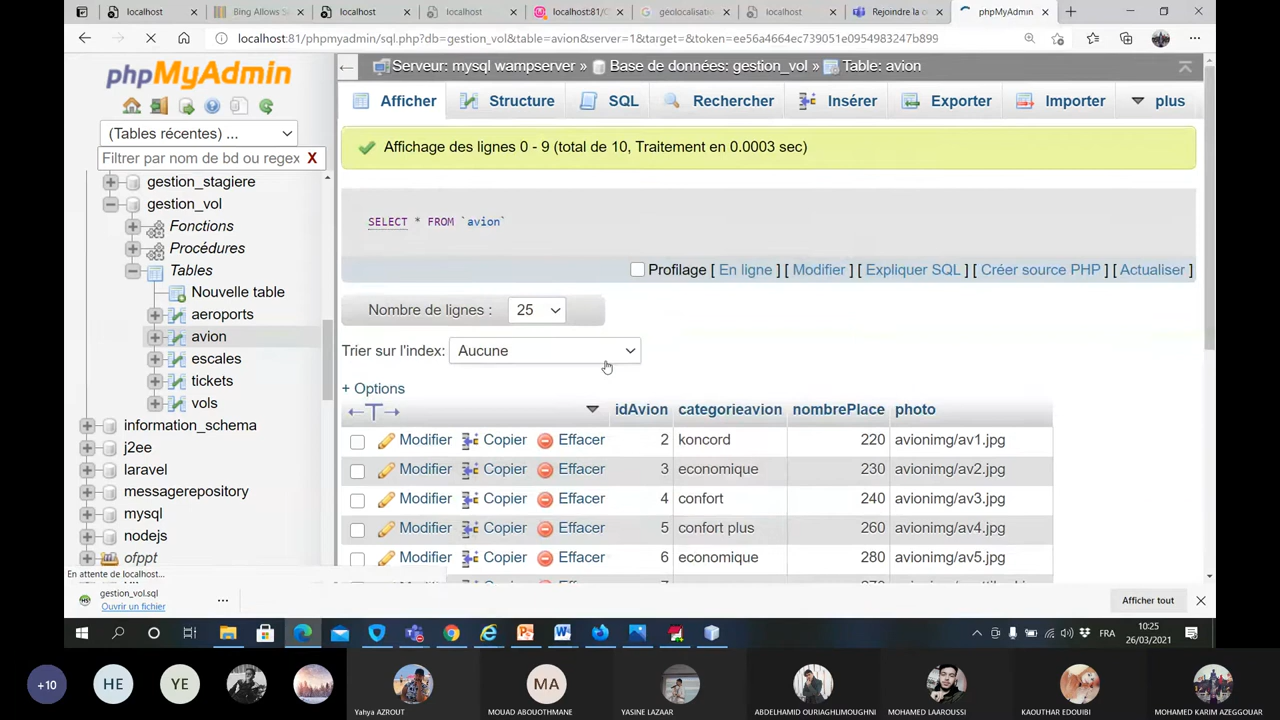 localhost
Bing Allows S
localhost
localhost
localhost:81/
geolocalisatio
localhost
Rejoindre la c
phpMyAdmin
localhost:81/phpmyadmin/sql.php?db=gestion_vol&table=avion&server=1&target=&token=ee56a4664ec739051e0954983247b899
phpMyAdmin
(Tables récentes) ...
Filtrer par nom de bd ou regex X
gestion_stagiere
gestion_vol
Fonctions
Procédures
Tables
Nouvelle table
aeroports
avion
escales
tickets
vols
information_schema
j2ee
laravel
messagerepository
mysql
nodejs
ofppt
En attente de localhost...
Serveur: mysql wampserver » Base de données: gestion_vol » Table: avion
Afficher Structure SQL Rechercher Insérer Exporter Importer plus
Affichage des lignes 0 - 9 (total de 10, Traitement en 0.0003 sec)
SELECT * FROM `avion`
Profilage [ En ligne ] [ Modifier ] [ Expliquer SQL ] [ Créer source PHP ] [ Actualiser ]
Nombre de lignes : 25
Trier sur l'index: Aucune
+ Options
←T→ idAvion categorieavion nombrePlace photo
Modifier Copier Effacer 2 koncord 220 avionimg/av1.jpg
Modifier Copier Effacer 3 economique 230 avionimg/av2.jpg
Modifier Copier Effacer 4 confort 240 avionimg/av3.jpg
Modifier Copier Effacer 5 confort plus 260 avionimg/av4.jpg
Modifier Copier Effacer 6 economique 280 avionimg/av5.jpg
gestion_vol.sql
Ouvrir un fichier
...
Afficher tout
FRA
10:25
26/03/2021
+10
HE
YE
MA
Yahya AZROUT
MOUAD ABOUOTHMANE
YASINE LAZAAR
ABDELHAMID OURIAGHLIMOUGHNI
MOHAMED LAAROUSSI
KAOUTHAR EDOUIBI
MOHAMED KARIM AZEGGOUAR